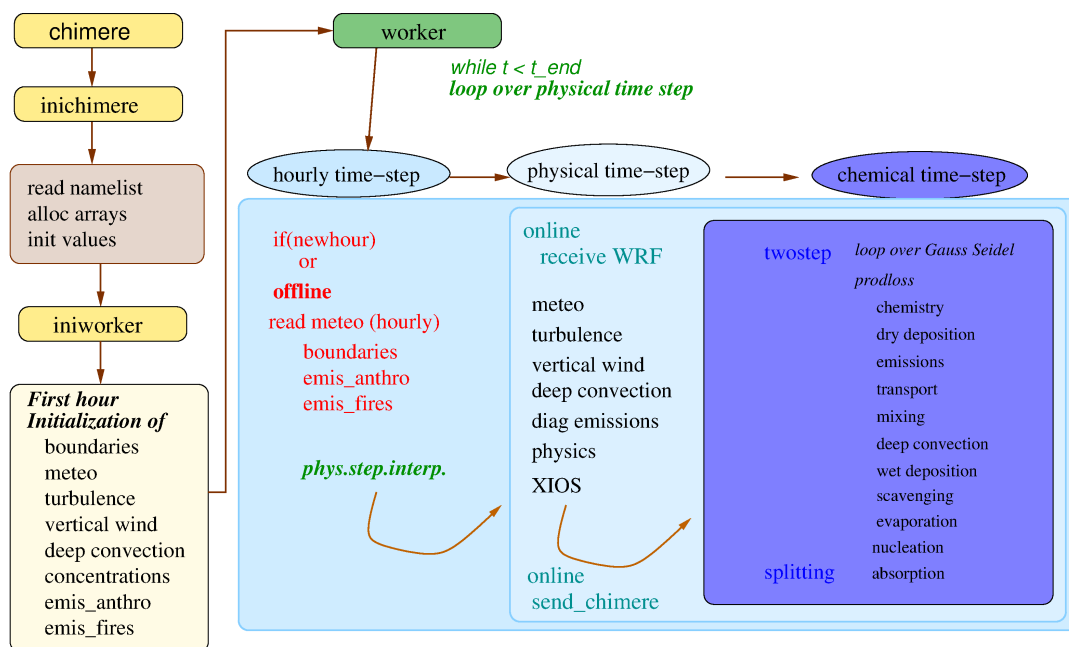 chimere
inichimere
read namelist
alloc arrays
init values
iniworker
First hour
Initialization of
boundaries
meteo
turbulence
vertical wind
deep convection
concentrations
emis_anthro
emis_fires
worker
while t < t_end
loop over physical time step
hourly time−step
physical time−step
chemical time−step
if(newhour)
or
offline
read meteo (hourly)
boundaries
emis_anthro
emis_fires
phys.step.interp.
online
receive WRF
meteo
turbulence
vertical wind
deep convection
diag emissions
physics
XIOS
online
send_chimere
twostep
loop over Gauss Seidel
prodloss
chemistry
dry deposition
emissions
transport
mixing
deep convection
wet deposition
scavenging
evaporation
nucleation
splitting
absorption